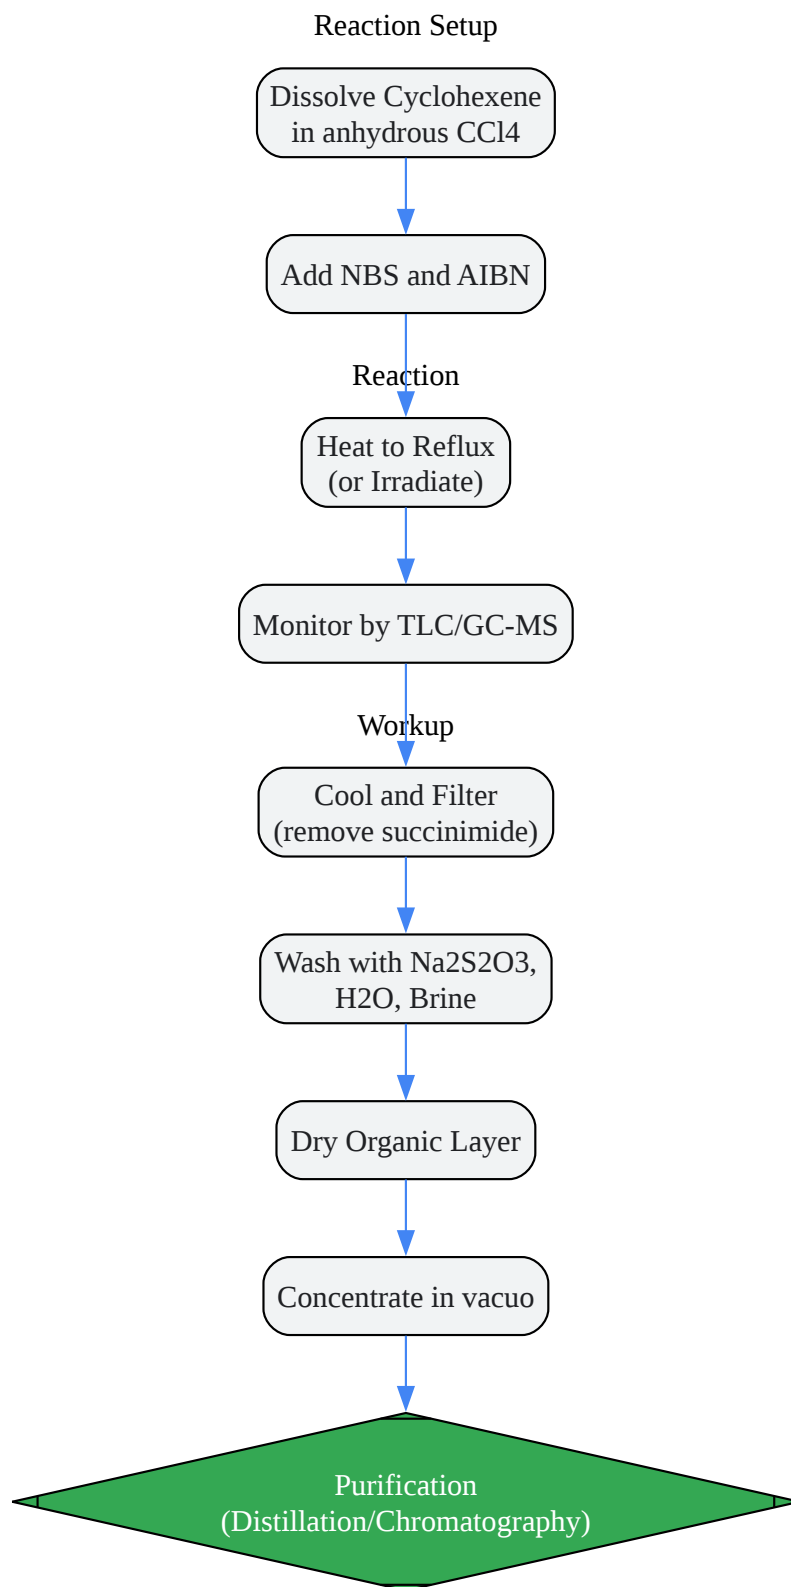 Reaction Setup
Dissolve Cyclohexene
in anhydrous CCl4
Add NBS and AIBN
Reaction
Heat to Reflux
(or Irradiate)
Monitor by TLC/GC-MS
Workup
Cool and Filter
(remove succinimide)
Wash with Na2S2O3,
H2O, Brine
Dry Organic Layer
Concentrate in vacuo
Purification
(Distillation/Chromatography)